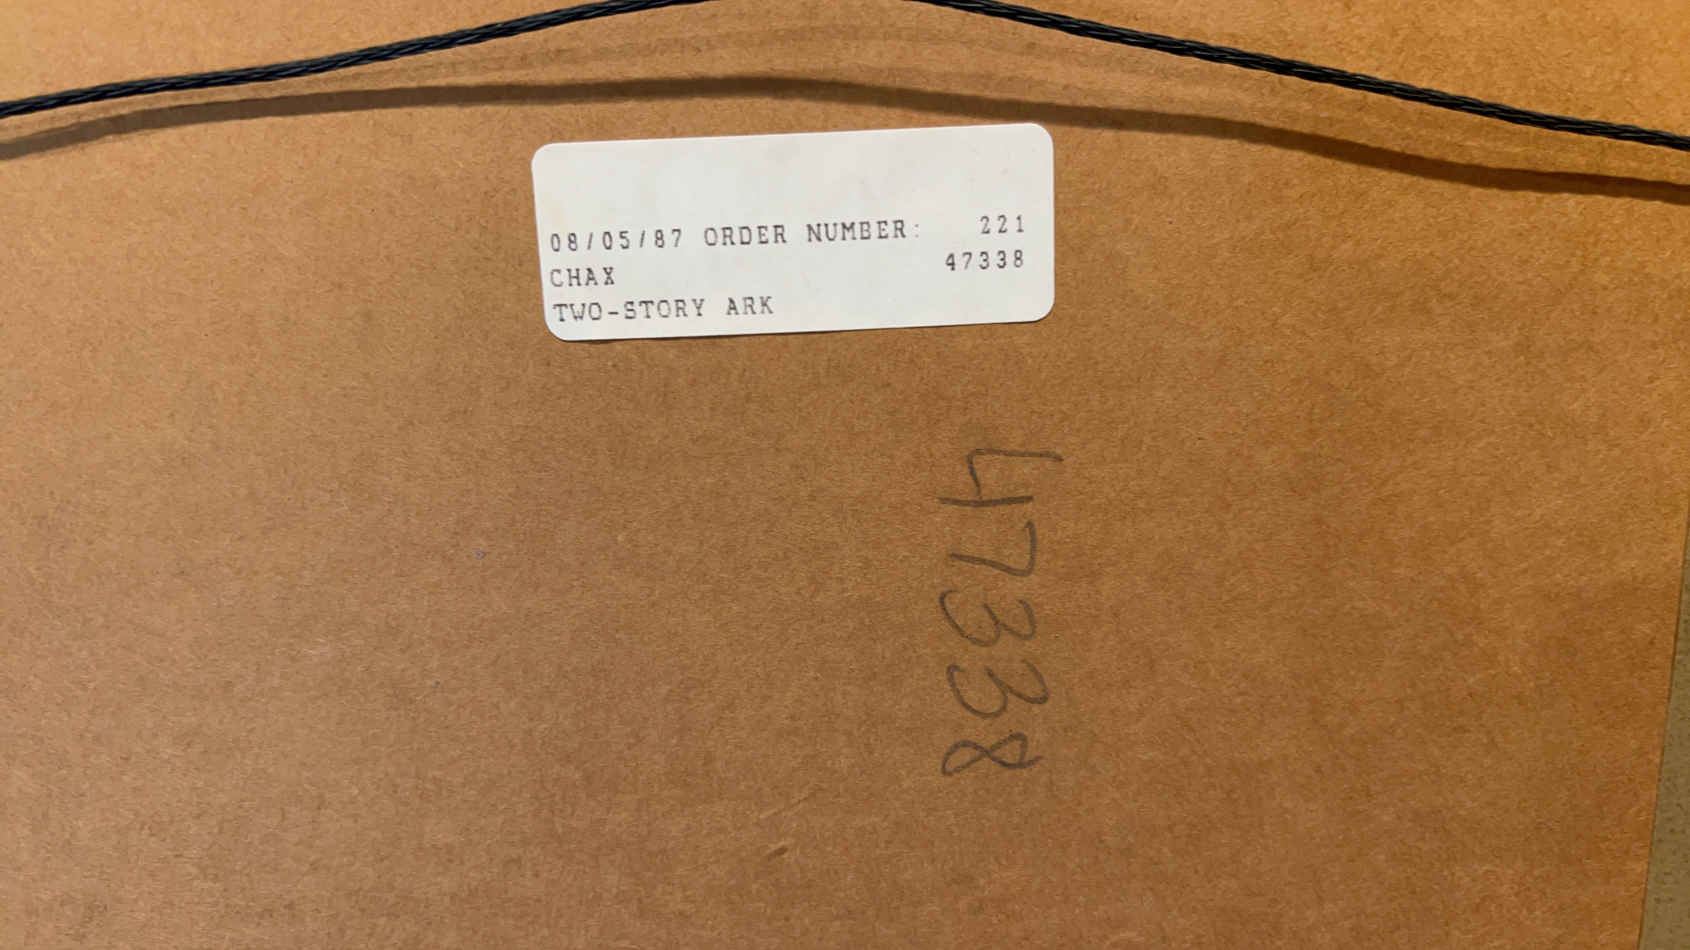 08/05/87 ORDER NUMBER: 221
CHAX 47338
TWO-STORY ARK
47338